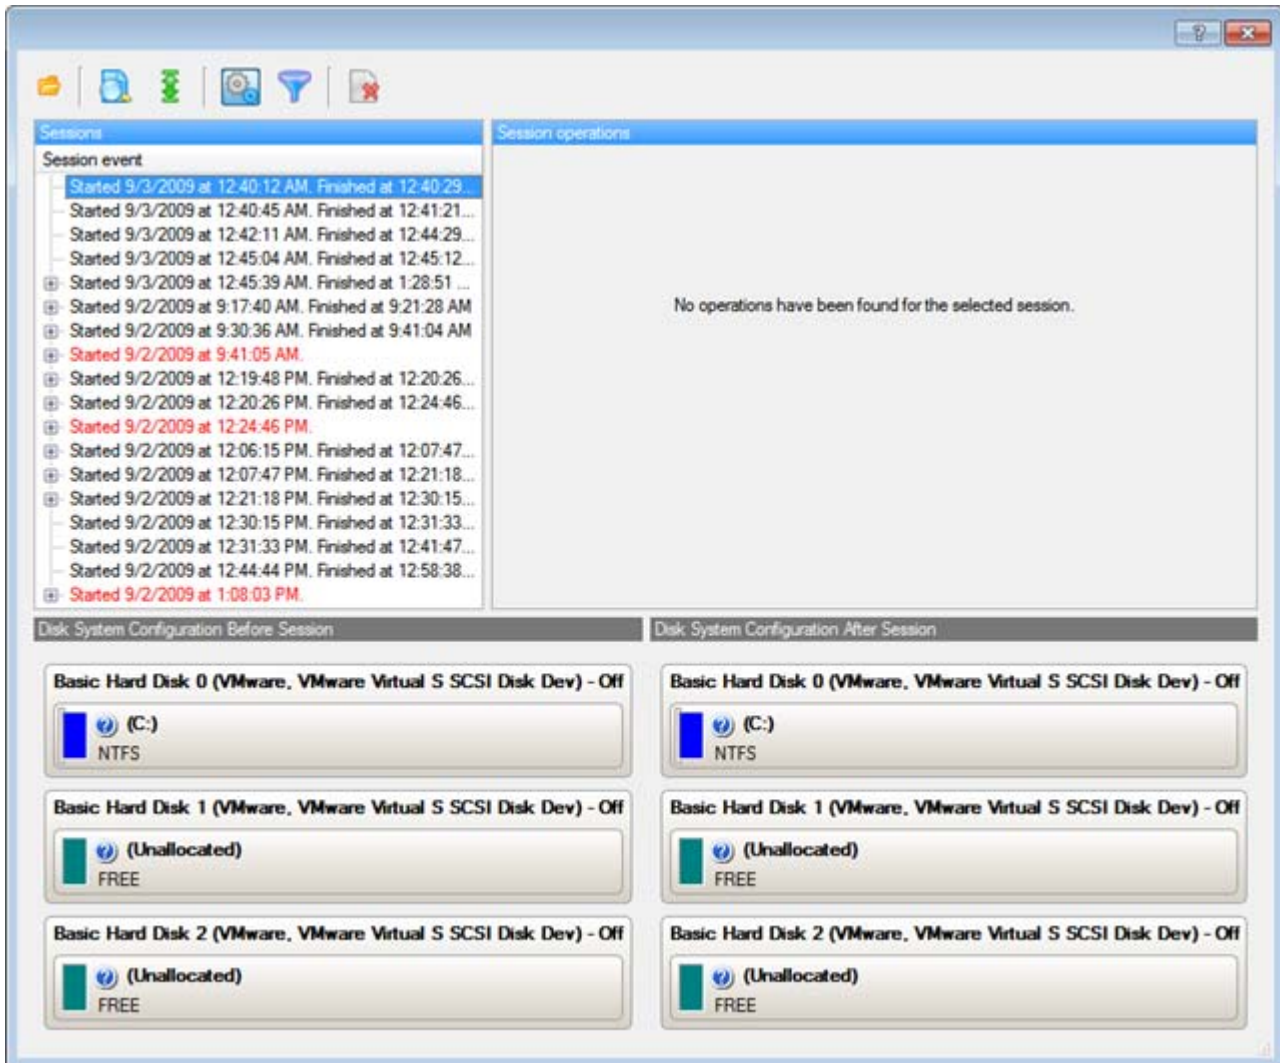 Sessions
Session event
Started 9/3/2009 at 12:40:12 AM. Finished at 12:40:29...
Started 9/3/2009 at 12:40:45 AM. Finished at 12:41:21...
Started 9/3/2009 at 12:42:11 AM. Finished at 12:44:29...
Started 9/3/2009 at 12:45:04 AM. Finished at 12:45:12...
Started 9/3/2009 at 12:45:39 AM. Finished at 1:28:51 ...
Started 9/2/2009 at 9:17:40 AM. Finished at 9:21:28 AM
Started 9/2/2009 at 9:30:36 AM. Finished at 9:41:04 AM
Started 9/2/2009 at 9:41:05 AM.
Started 9/2/2009 at 12:19:48 PM. Finished at 12:20:26...
Started 9/2/2009 at 12:20:26 PM. Finished at 12:24:46...
Started 9/2/2009 at 12:24:46 PM.
Started 9/2/2009 at 12:06:15 PM. Finished at 12:07:47...
Started 9/2/2009 at 12:07:47 PM. Finished at 12:21:18...
Started 9/2/2009 at 12:21:18 PM. Finished at 12:30:15...
Started 9/2/2009 at 12:30:15 PM. Finished at 12:31:33...
Started 9/2/2009 at 12:31:33 PM. Finished at 12:41:47...
Started 9/2/2009 at 12:44:44 PM. Finished at 12:58:38...
Started 9/2/2009 at 1:08:03 PM.
Session operations
No operations have been found for the selected session.
Disk System Configuration Before Session
Basic Hard Disk 0 (VMware, VMware Virtual S SCSI Disk Dev) - Off
(C:)
NTFS
Basic Hard Disk 1 (VMware, VMware Virtual S SCSI Disk Dev) - Off
(Unallocated)
FREE
Basic Hard Disk 2 (VMware, VMware Virtual S SCSI Disk Dev) - Off
(Unallocated)
FREE
Disk System Configuration After Session
Basic Hard Disk 0 (VMware, VMware Virtual S SCSI Disk Dev) - Off
(C:)
NTFS
Basic Hard Disk 1 (VMware, VMware Virtual S SCSI Disk Dev) - Off
(Unallocated)
FREE
Basic Hard Disk 2 (VMware, VMware Virtual S SCSI Disk Dev) - Off
(Unallocated)
FREE